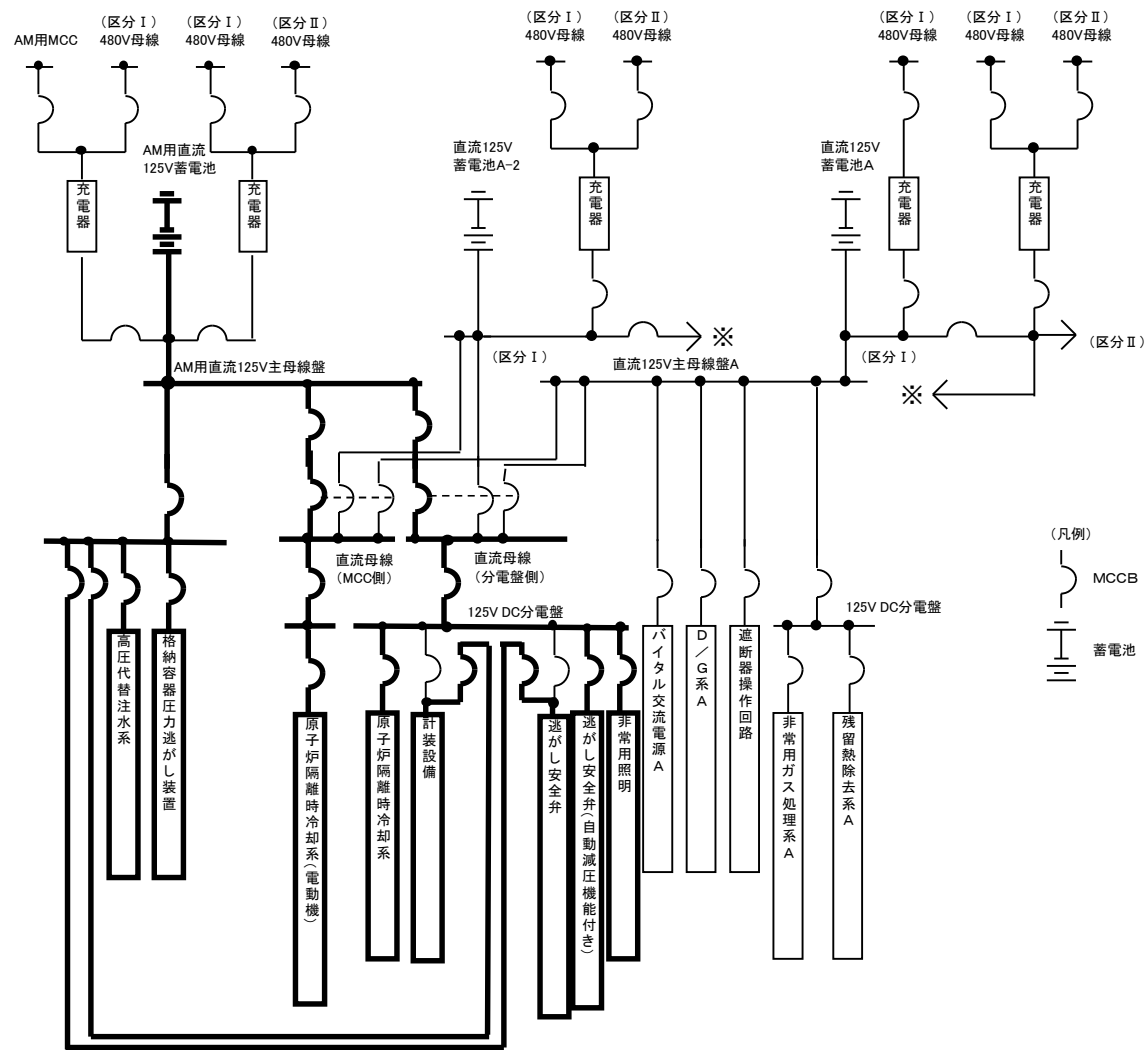 (区分Ⅰ)
(区分Ⅰ)
(区分Ⅱ)
AM用MCC
480V母線
480V母線
480V母線
(区分Ⅰ)
(区分Ⅱ)
480V母線
480V母線
(区分Ⅰ)
(区分Ⅰ)
(区分Ⅱ)
480V母線
480V母線
480V母線
AM用直流
125V蓄電池
充電器
充電器
直流125V
蓄電池A-2
充電器
直流125V
蓄電池A
充電器
充電器
※
(区分Ⅰ)
(区分Ⅰ)
(区分Ⅱ)
AM用直流125V主母線盤
直流125V主母線盤A
※
直流母線
(MCC側)
直流母線
(分電盤側)
125V DC分電盤
125V DC分電盤
(凡例)
MCCB
蓄電池
高圧代替注水系
格納容器圧力逃がし装置
原子炉隔離時冷却系(電動機)
原子炉隔離時冷却系
計装設備
逃がし安全弁
逃がし安全弁(自動減圧機能付き)
非常用照明
バイタル交流電源A
D/G系A
遮断器操作回路
非常用ガス処理系A
残留熱除去系A